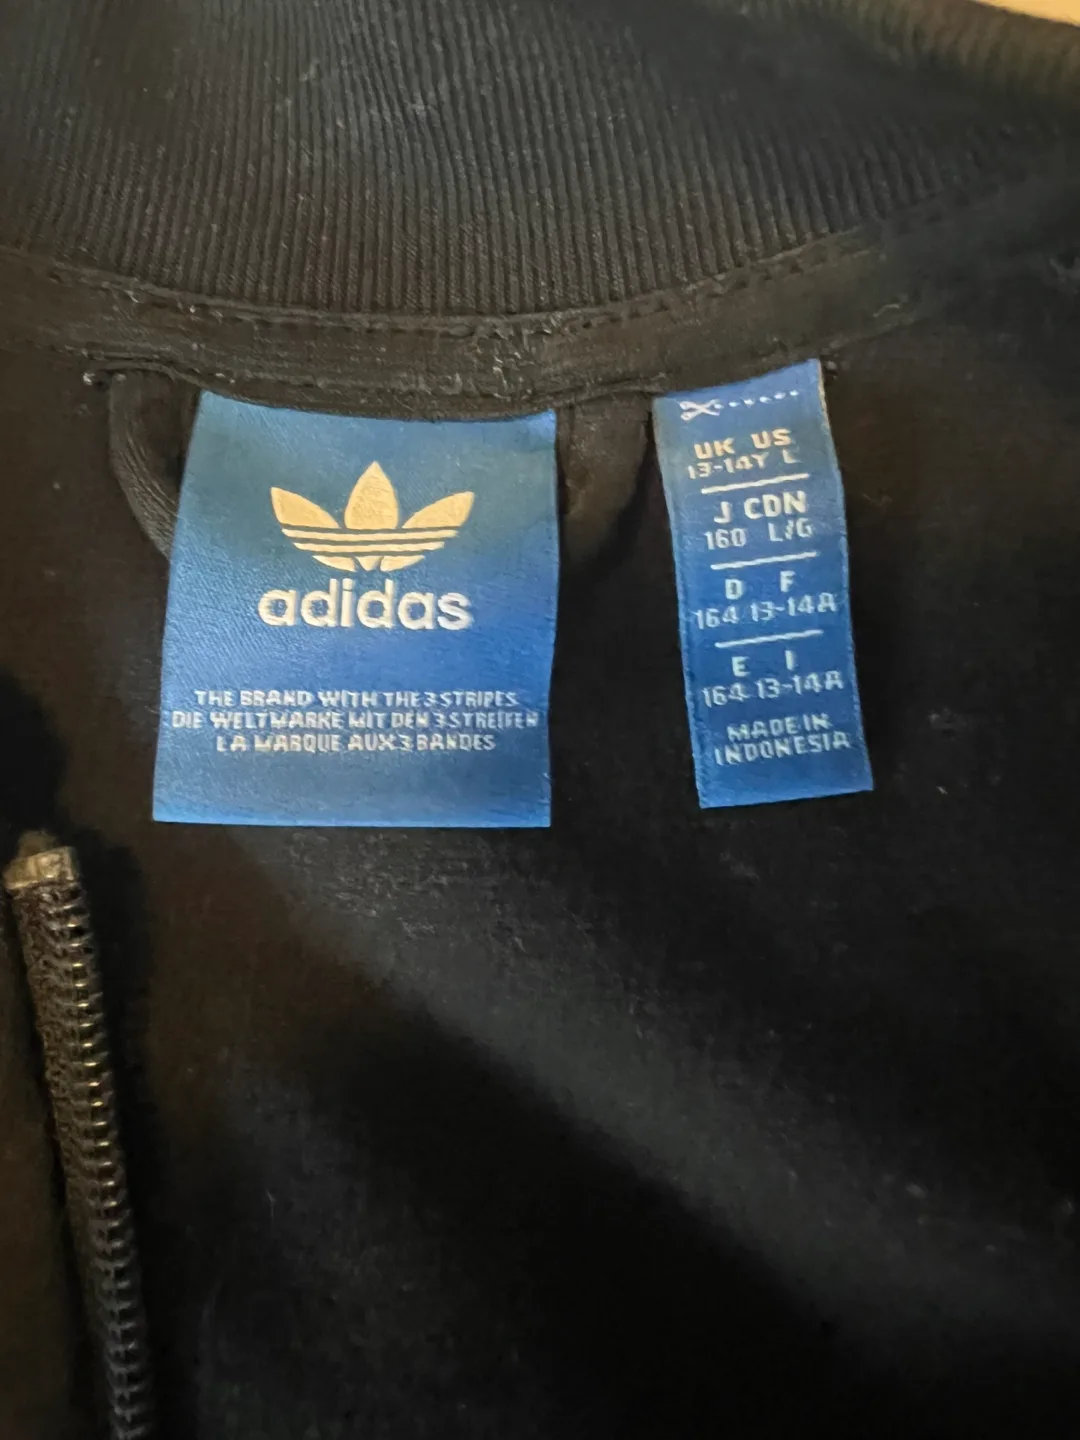 adidas
THE BRAND WITH THE 3 STRIPES
DIE WELTMARKE MIT DEN 3 STREIFEN
LA MARQUE AUX 3 BANDES
UK US
13-14Y L
J CDN
160 L/G
D F
164 13-14A
E I
164 13-14A
MADE IN
INDONESIA